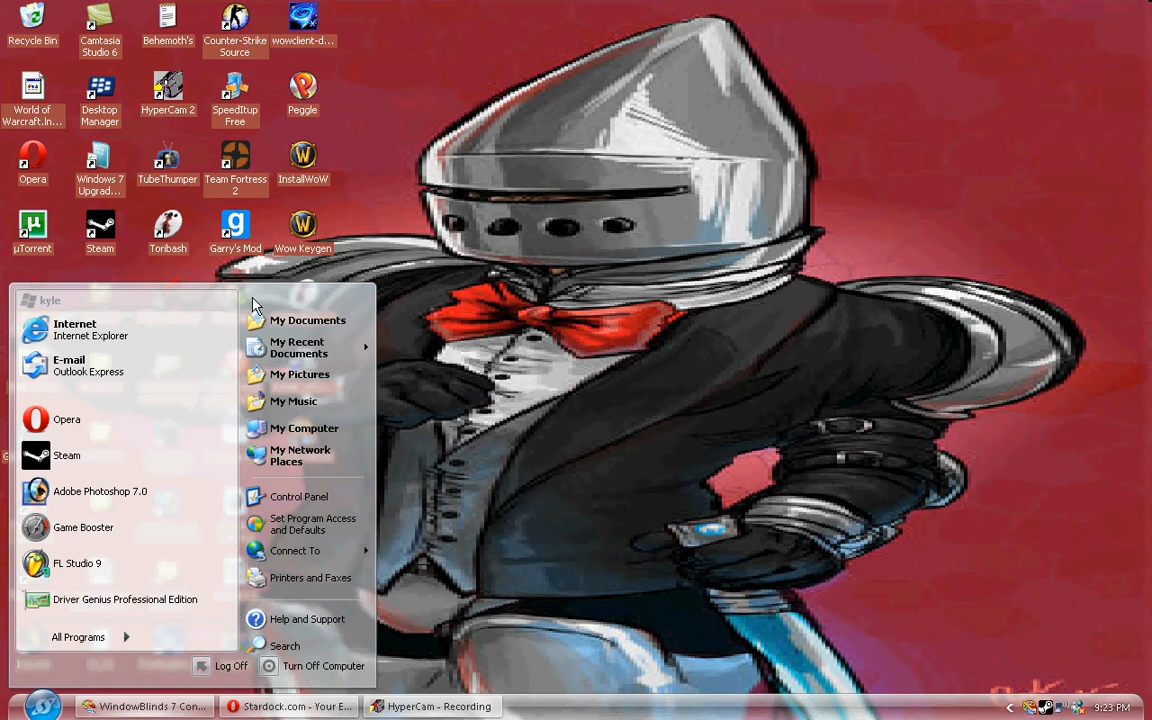 Recycle Bin
Camtasia
Studio 6
Behemoth's
Counter-Strike
Source
wowclient-d...
World of
Warcraft.In...
Desktop
Manager
HyperCam 2
SpeedItup
Free
Peggle
Opera
Windows 7
Upgrad...
TubeThumper
Team Fortress
2
InstallWoW
µTorrent
Steam
Toribash
Garry's Mod
Wow Keygen
kyle
Internet
Internet Explorer
E-mail
Outlook Express
Opera
Steam
Adobe Photoshop 7.0
Game Booster
FL Studio 9
Driver Genius Professional Edition
All Programs
My Documents
My Recent
Documents
My Pictures
My Music
My Computer
My Network
Places
Control Panel
Set Program Access
and Defaults
Connect To
Printers and Faxes
Help and Support
Search
Log Off
Turn Off Computer
WindowBlinds 7 Con...
Stardock.com - Your E...
HyperCam - Recording
9:23 PM